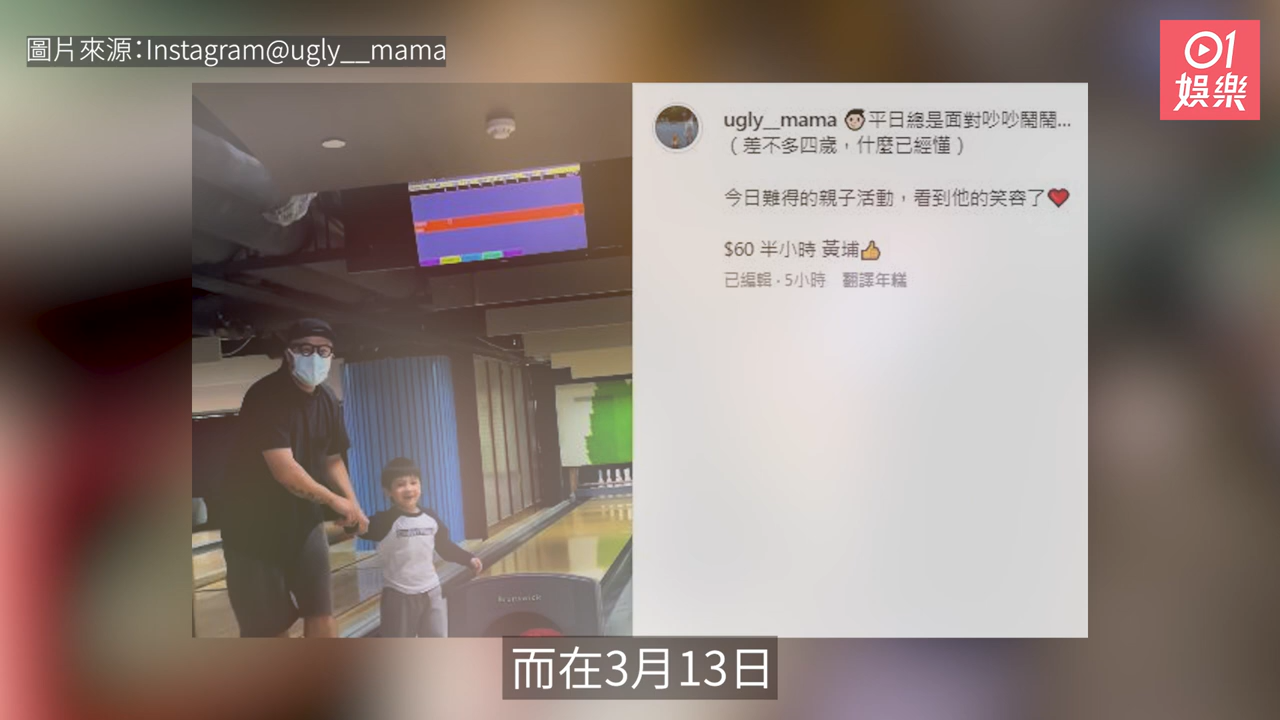 圖片來源:Instagram@ugly__mama
01
娛樂
ugly__mama 👦🏻平日總是面對吵吵鬧鬧...
（差不多四歲，什麼已經懂）
今日難得的親子活動，看到他的笑容了❤️
$60 半小時 黃埔👍
已編輯·5小時 翻譯年糕
Brunswick
而在3月13日